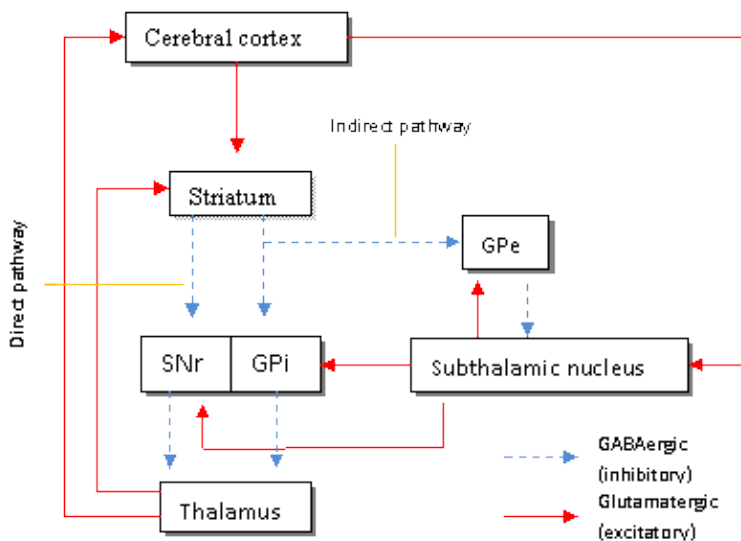 Cerebral cortex
Indirect pathway
Striatum
GPe
Direct pathway
SNr
GPi
Subthalamic nucleus
GABAergic
(inhibitory)
Thalamus
Glutamatergic
(excitatory)